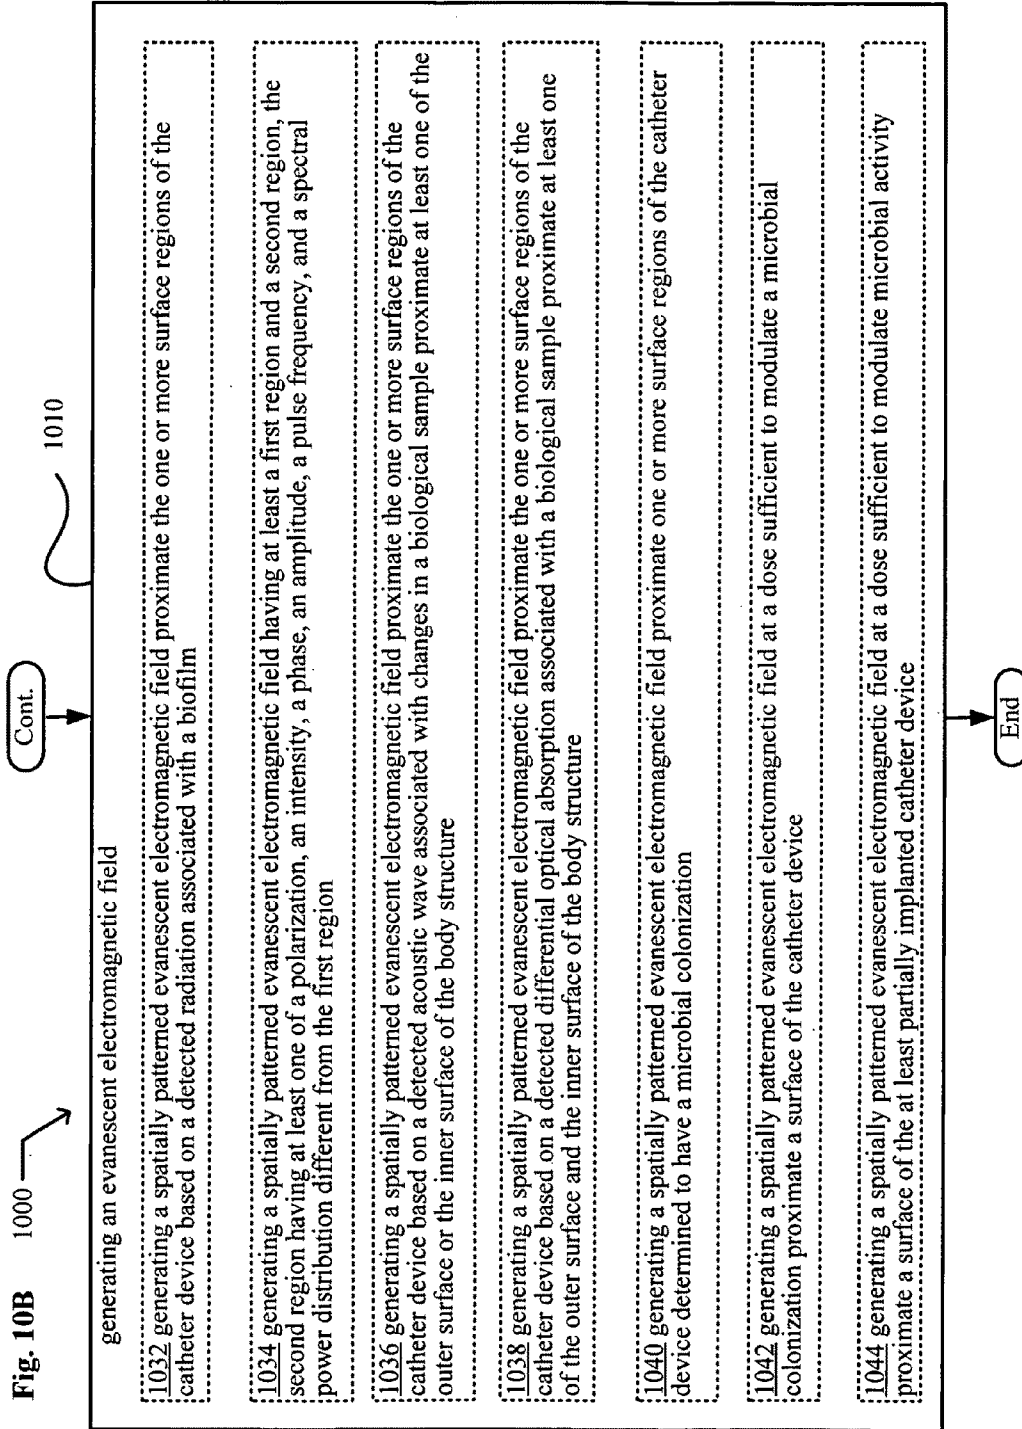 Fig. 10B
1000
Cont.
1010
generating an evanescent electromagnetic field
1032 generating a spatially patterned evanescent electromagnetic field proximate the one or more surface regions of the
catheter device based on a detected radiation associated with a biofilm
1034 generating a spatially patterned evanescent electromagnetic field having at least a first region and a second region, the
second region having at least one of a polarization, an intensity, a phase, an amplitude, a pulse frequency, and a spectral
power distribution different from the first region
1036 generating a spatially patterned evanescent electromagnetic field proximate the one or more surface regions of the
catheter device based on a detected acoustic wave associated with changes in a biological sample proximate at least one of the
outer surface or the inner surface of the body structure
1038 generating a spatially patterned evanescent electromagnetic field proximate the one or more surface regions of the
catheter device based on a detected differential optical absorption associated with a biological sample proximate at least one
of the outer surface and the inner surface of the body structure
1040 generating a spatially patterned evanescent electromagnetic field proximate one or more surface regions of the catheter
device determined to have a microbial colonization
1042 generating a spatially patterned evanescent electromagnetic field at a dose sufficient to modulate a microbial
colonization proximate a surface of the catheter device
1044 generating a spatially patterned evanescent electromagnetic field at a dose sufficient to modulate microbial activity
proximate a surface of the at least partially implanted catheter device
End